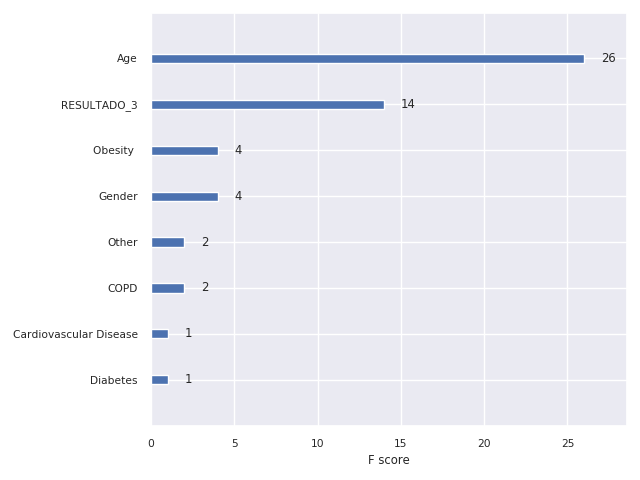 Age 26
RESULTADO_3 14
Obesity 4
Gender 4
Other 2
COPD 2
Cardiovascular Disease 1
Diabetes 1
0 5 10 15 20 25
F score